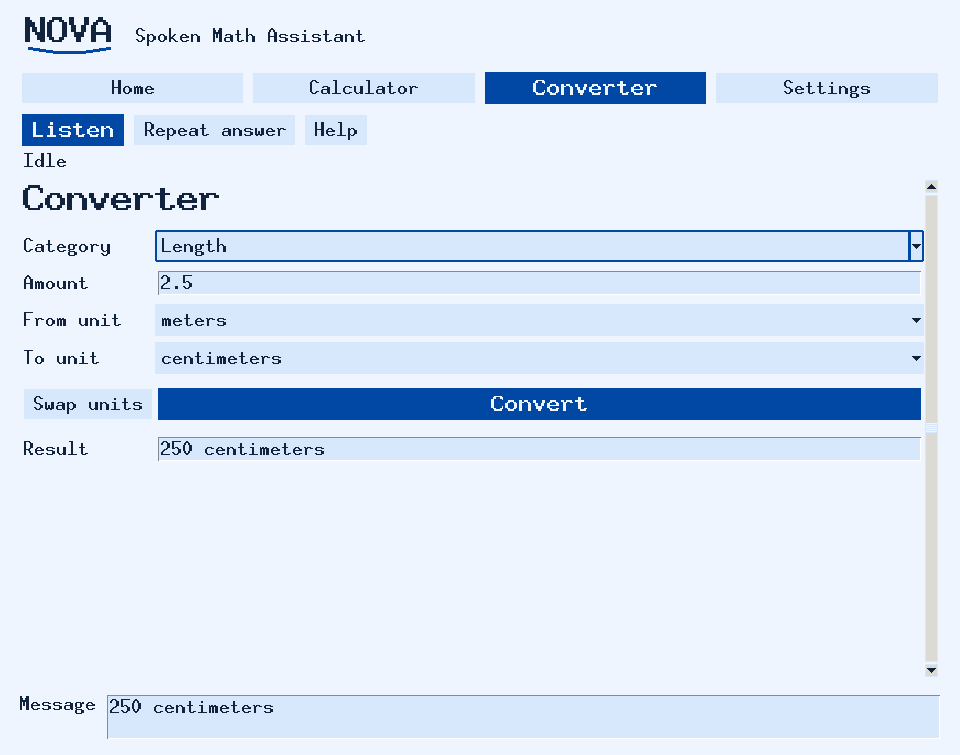 NOVA Spoken Math Assistant
Home Calculator Converter Settings
Listen Repeat answer Help
Idle
Converter
Category Length
Amount 2.5
From unit meters
To unit centimeters
Swap units Convert
Result 250 centimeters
Message 250 centimeters